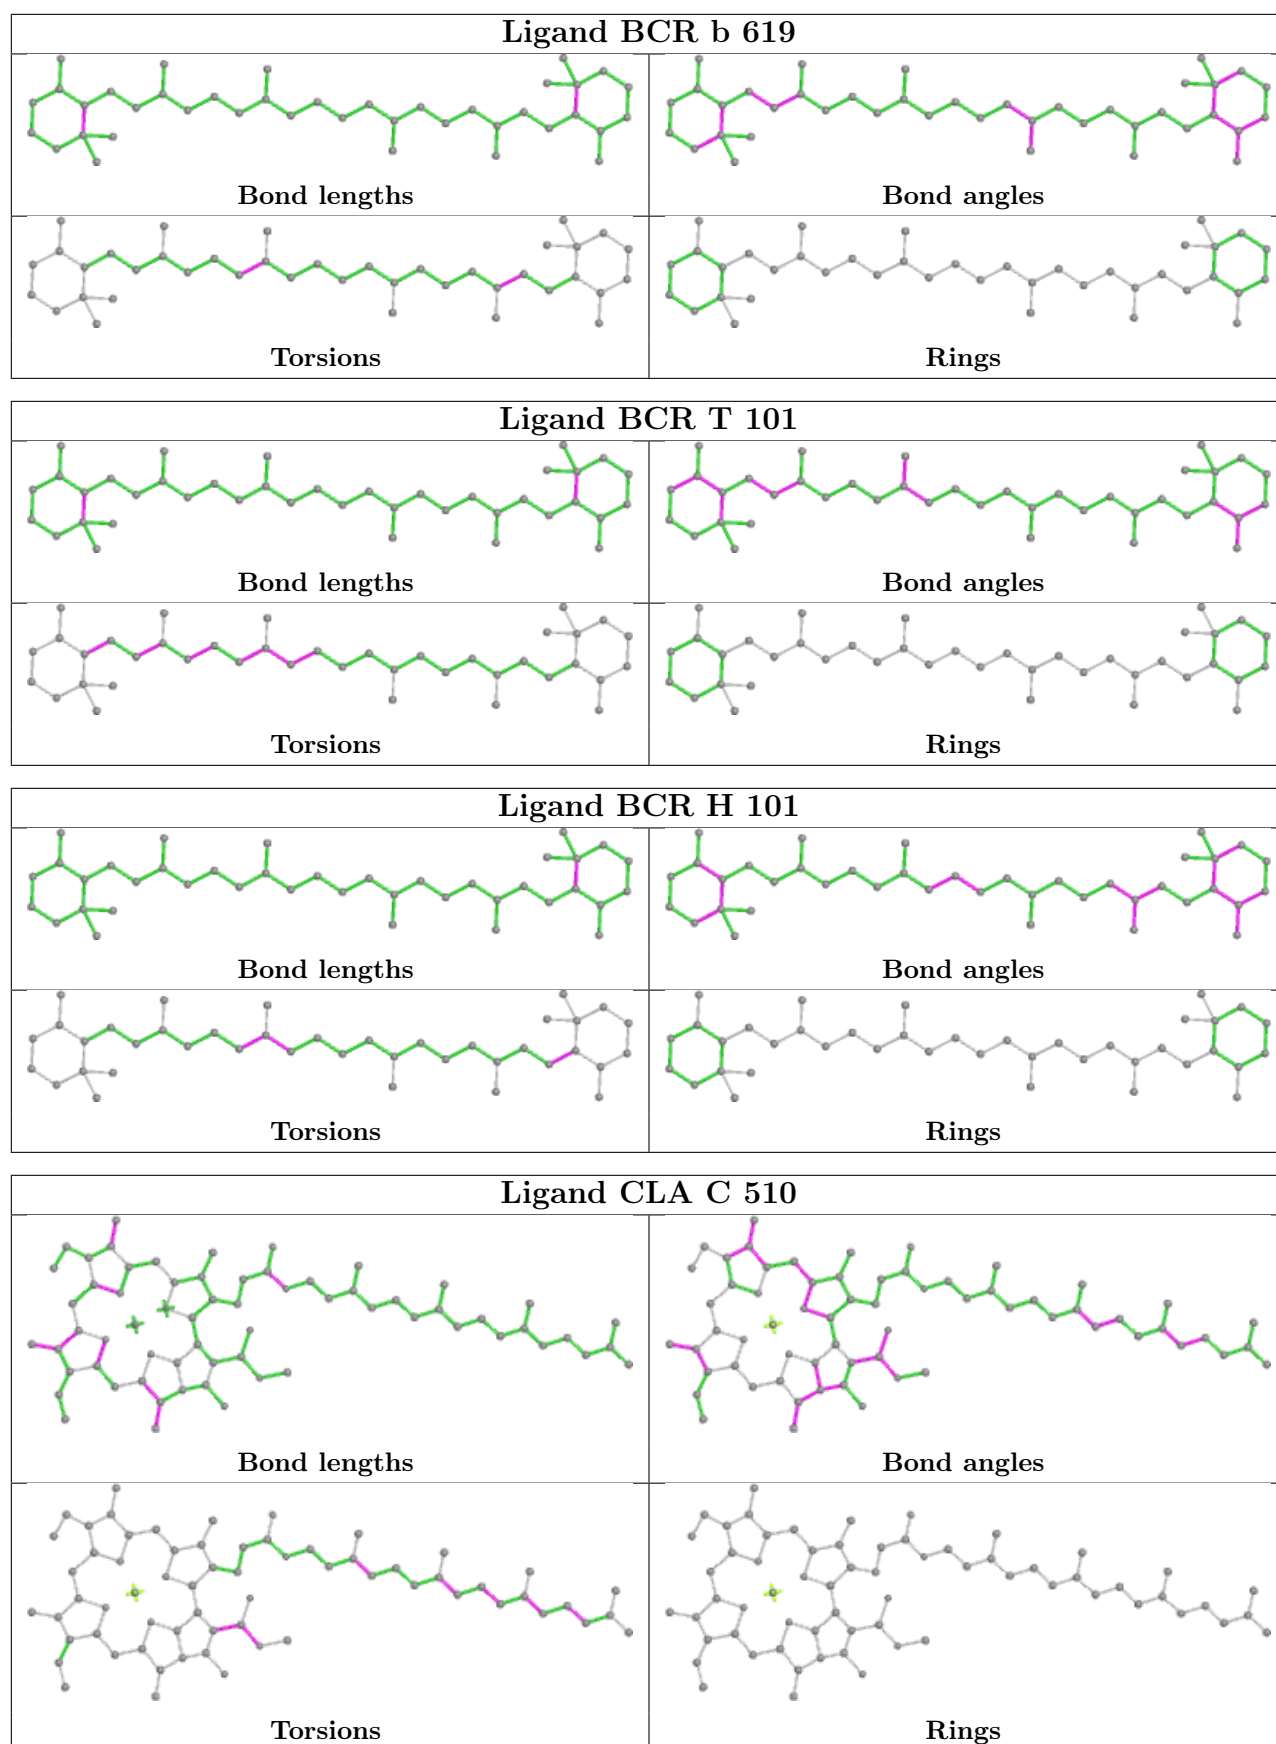 Ligand BCR b 619
Bond lengths
Bond angles
Torsions
Rings
Ligand BCR T 101
Bond lengths
Bond angles
Torsions
Rings
Ligand BCR H 101
Bond lengths
Bond angles
Torsions
Rings
Ligand CLA C 510
Bond lengths
Bond angles
Torsions
Rings